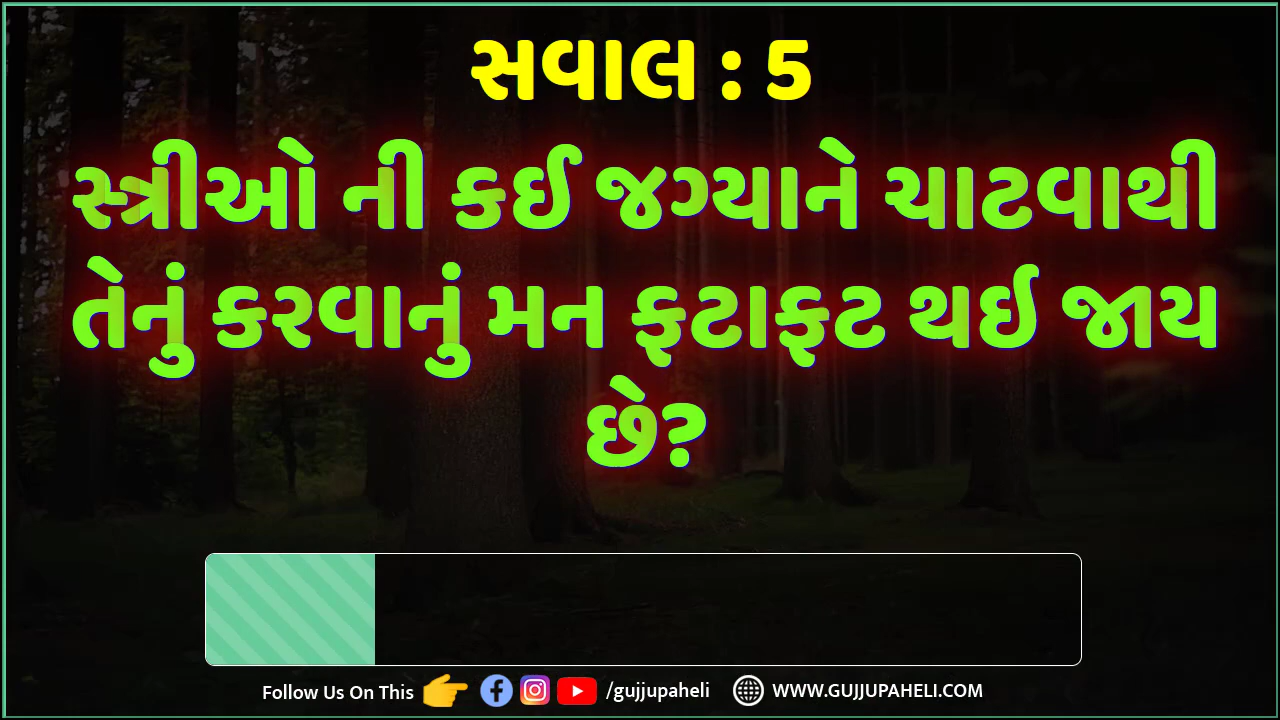 સવાલ : 5
સ્ત્રીઓ ની કઈ જગ્યાને ચાટવાથી
તેનું કરવાનું મન ફટાફટ થઇ જાય
છે?
Follow Us On This /gujjupaheli WWW.GUJJUPAHELI.COM